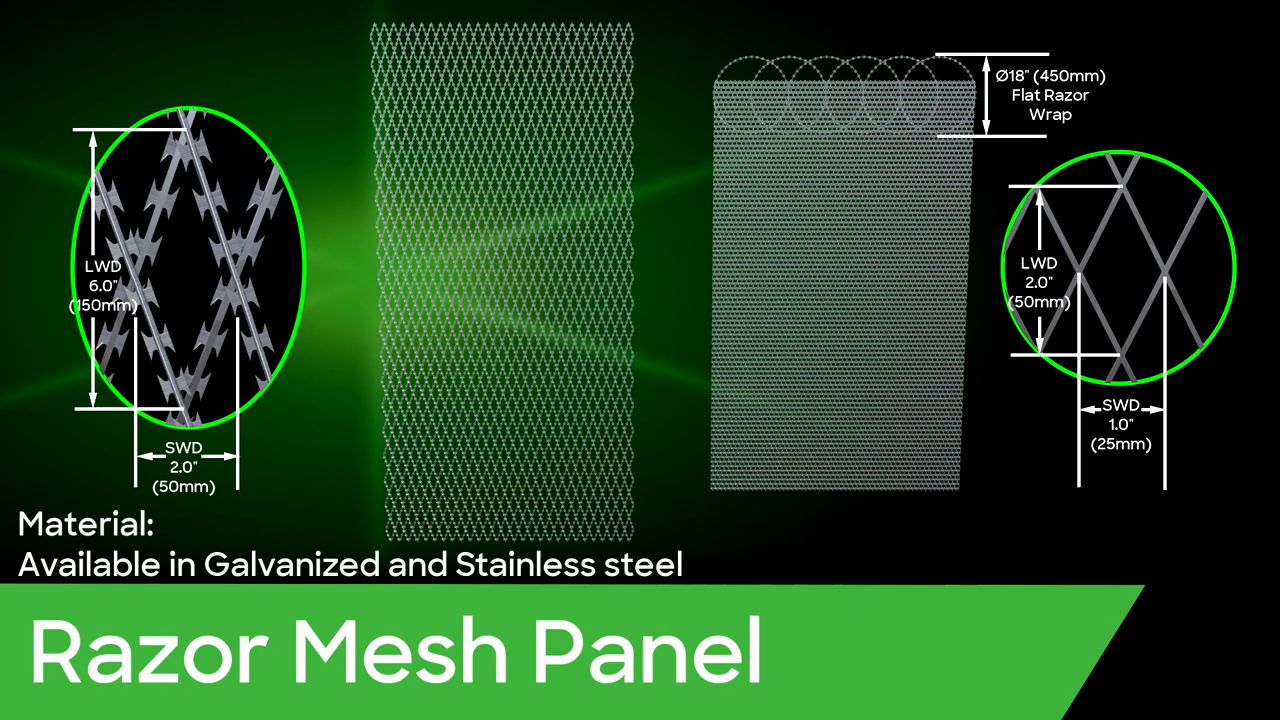 Ø18" (450mm)
Flat Razor
Wrap
LWD
6.0"
(150mm)
LWD
2.0"
(50mm)
SWD
2.0"
(50mm)
SWD
1.0"
(25mm)
Material:
Available in Galvanized and Stainless steel
Razor Mesh Panel